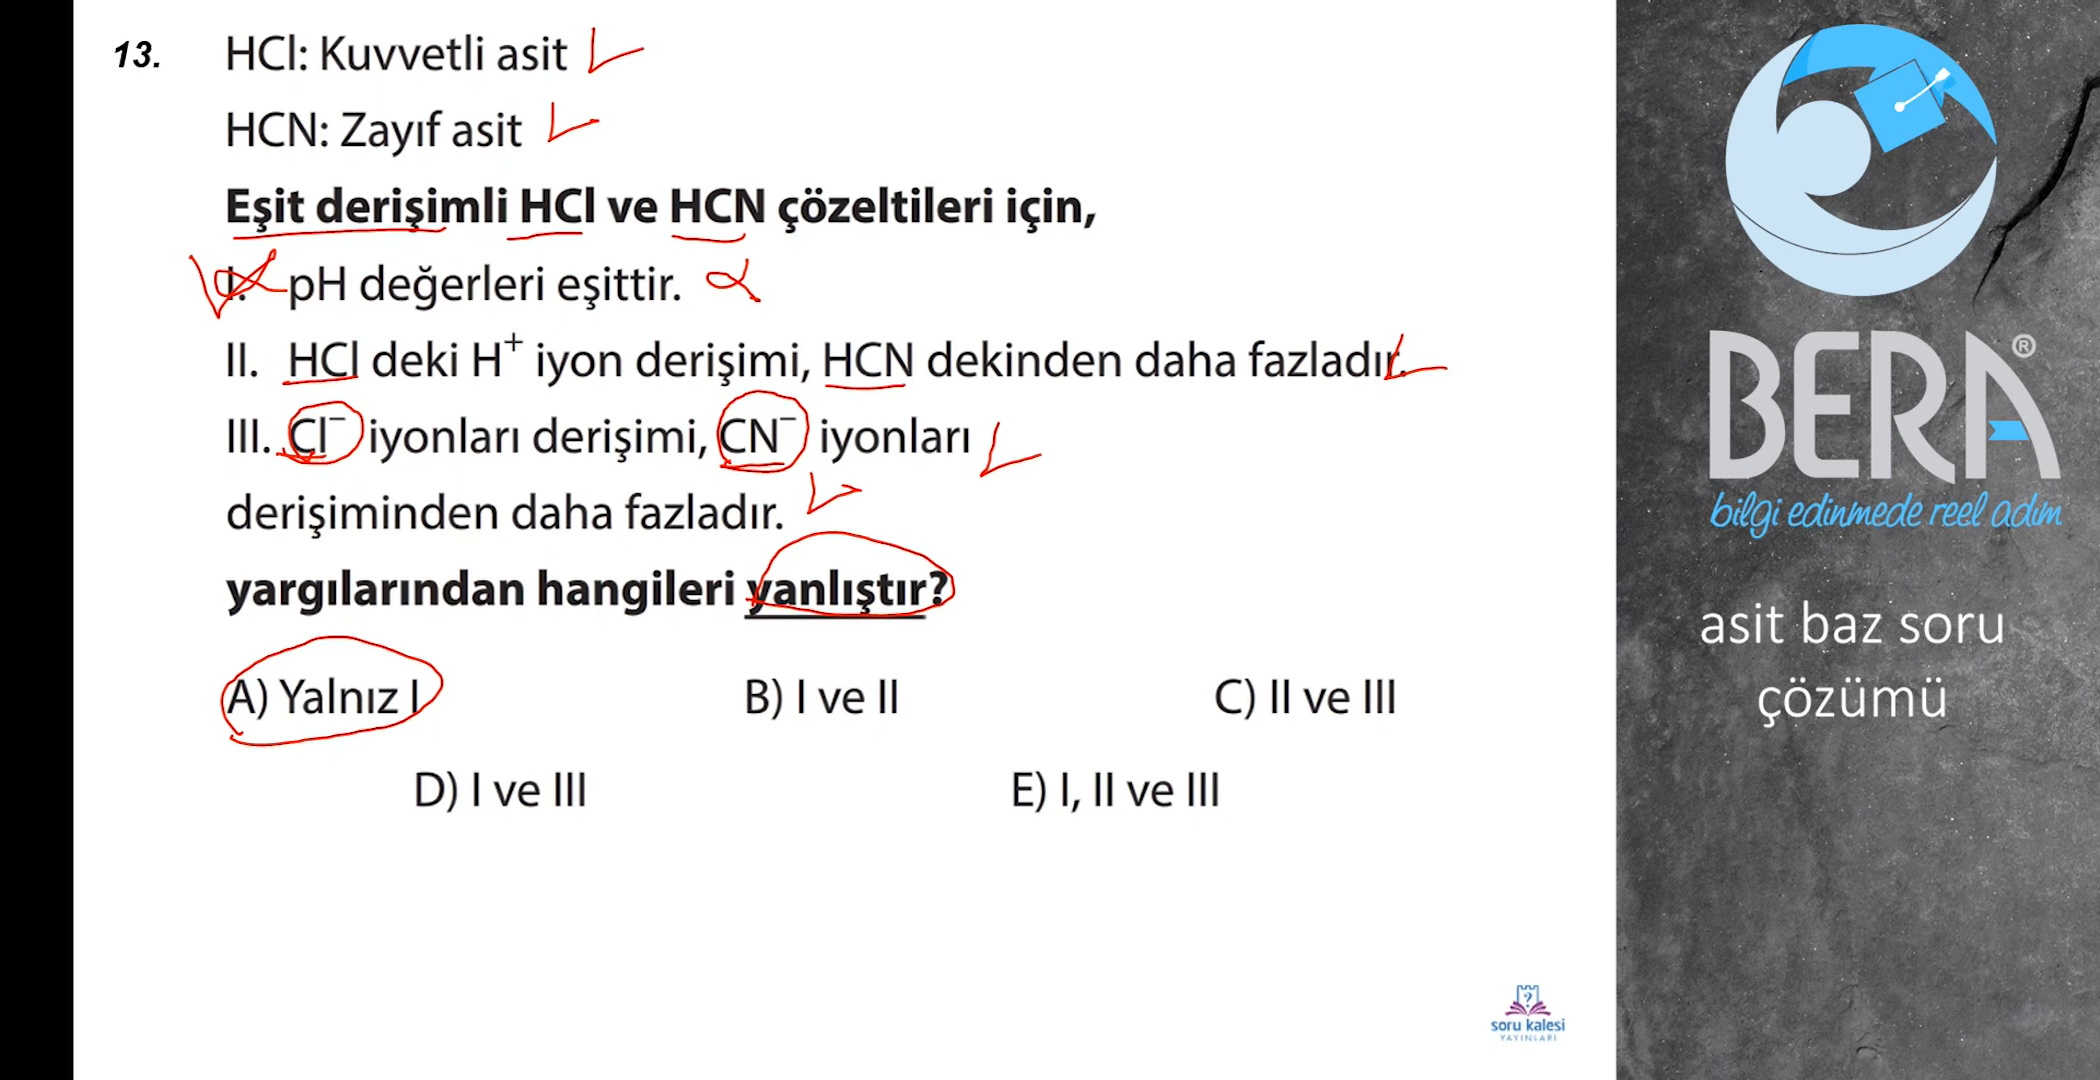 13. HCl: Kuvvetli asit
HCN: Zayıf asit
Eşit derişimli HCl ve HCN çözeltileri için,
I. pH değerleri eşittir.
II. HCl deki H⁺ iyon derişimi, HCN dekinden daha fazladır.
III. Cl⁻ iyonları derişimi, CN⁻ iyonları
derişiminden daha fazladır.
yargılarından hangileri yanlıştır?
A) Yalnız I B) I ve II C) II ve III
D) I ve III E) I, II ve III
soru kalesi
YAYINLARI
BERA®
bilgi edinmede reel adım
asit baz soru
çözümü